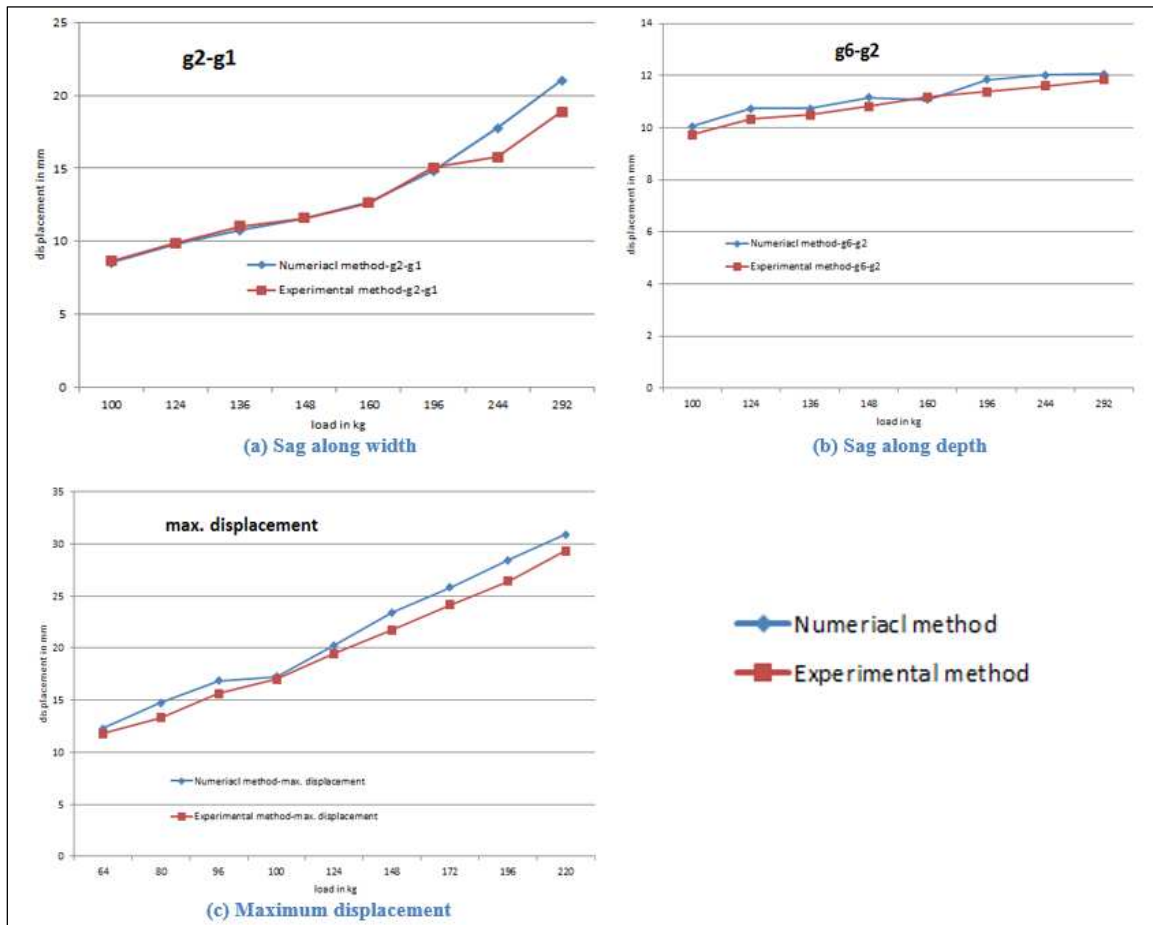 g2-g1
25
20
15
10
5
0
displacement in mm
Numeriacl method-g2-g1
Experimental method-g2-g1
100 124 136 148 160 196 244 292
load in kg
(a) Sag along width
g6-g2
14
12
10
8
6
4
2
0
displacement in mm
Numeriacl method-g6-g2
Experimental method-g6-g2
100 124 136 148 160 196 244 292
load in kg
(b) Sag along depth
max. displacement
35
30
25
20
15
10
5
0
displacement in mm
Numeriacl method-max. displacement
Experimental method-max. displacement
64 80 96 100 124 148 172 196 220
load in kg
(c) Maximum displacement
Numeriacl method
Experimental method